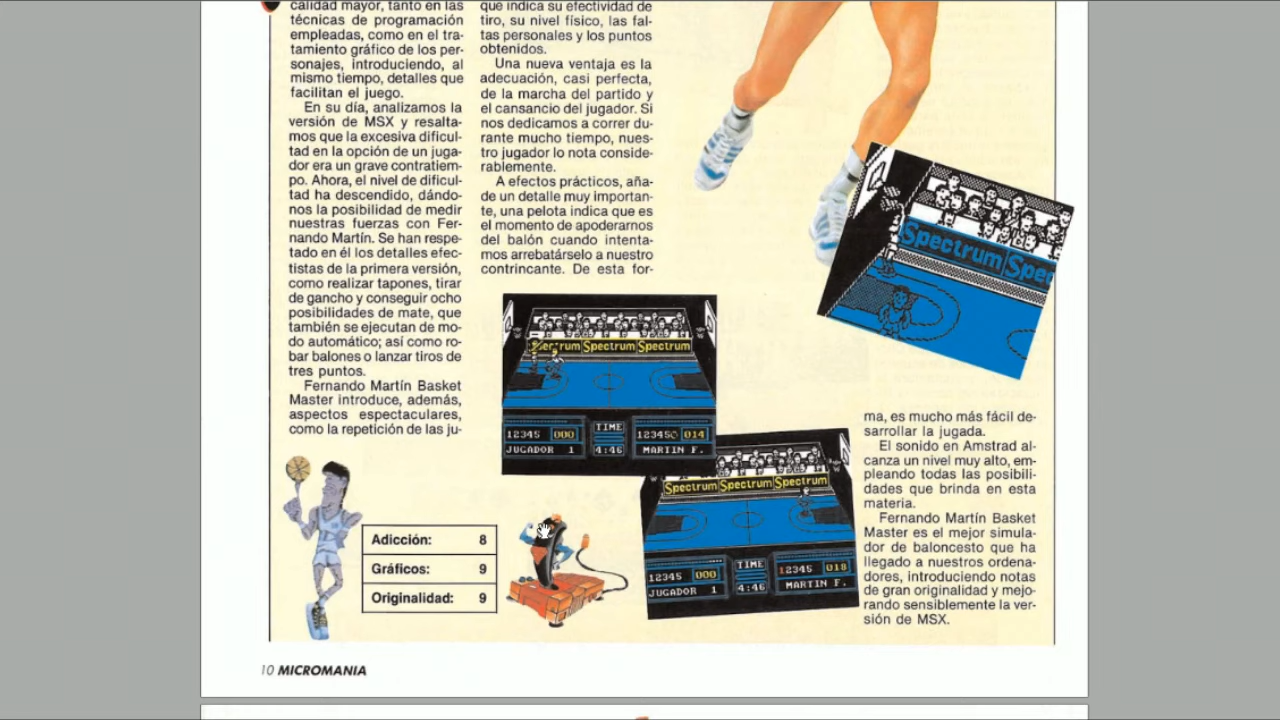 calidad mayor, tanto en las
técnicas de programación
empleadas, como en el tra-
tamiento gráfico de los per-
sonajes, introduciendo, al
mismo tiempo, detalles que
facilitan el juego.
En su día, analizamos la
versión de MSX y resalta-
mos que la excesiva dificul-
tad en la opción de un juga-
dor era un grave contratiem-
po. Ahora, el nivel de dificul-
tad ha descendido, dándo-
nos la posibilidad de medir
nuestras fuerzas con Fer-
nando Martín. Se han respe-
tado en él los detalles efec-
tistas de la primera versión,
como realizar tapones, tirar
de gancho y conseguir ocho
posibilidades de mate, que
también se ejecutan de mo-
do automático; así como ro-
bar balones o lanzar tiros de
tres puntos.
Fernando Martín Basket
Master introduce, además,
aspectos espectaculares,
como la repetición de las ju-
que indica su efectividad de
tiro, su nivel físico, las fal-
tas personales y los puntos
obtenidos.
Una nueva ventaja es la
adecuación, casi perfecta,
de la marcha del partido y
el cansancio del jugador. Si
nos dedicamos a correr du-
rante mucho tiempo, nues-
tro jugador lo nota conside-
rablemente.
A efectos prácticos, aña-
de un detalle muy importan-
te, una pelota indica que es
el momento de apoderarnos
del balón cuando intenta-
mos arrebatárselo a nuestro
contrincante. De esta for-
Spectrum Spec
Spectrum Spectrum
12345 000 TIME 12345 014
JUGADOR 1 4:46 MARTIN F.
Spectrum Spectrum Spectrum
12345 000 TIME 12345 018
JUGADOR 1 4:46 MARTIN F.
ma, es mucho más fácil de-
sarrollar la jugada.
El sonido en Amstrad al-
canza un nivel muy alto, em-
pleando todas las posibili-
dades que brinda en esta
materia.
Fernando Martín Basket
Master es el mejor simula-
dor de baloncesto que ha
llegado a nuestros ordena-
dores, introduciendo notas
de gran originalidad y mejo-
rando sensiblemente la ver-
sión de MSX.
Adicción: 8
Gráficos: 9
Originalidad: 9
10 MICROMANIA